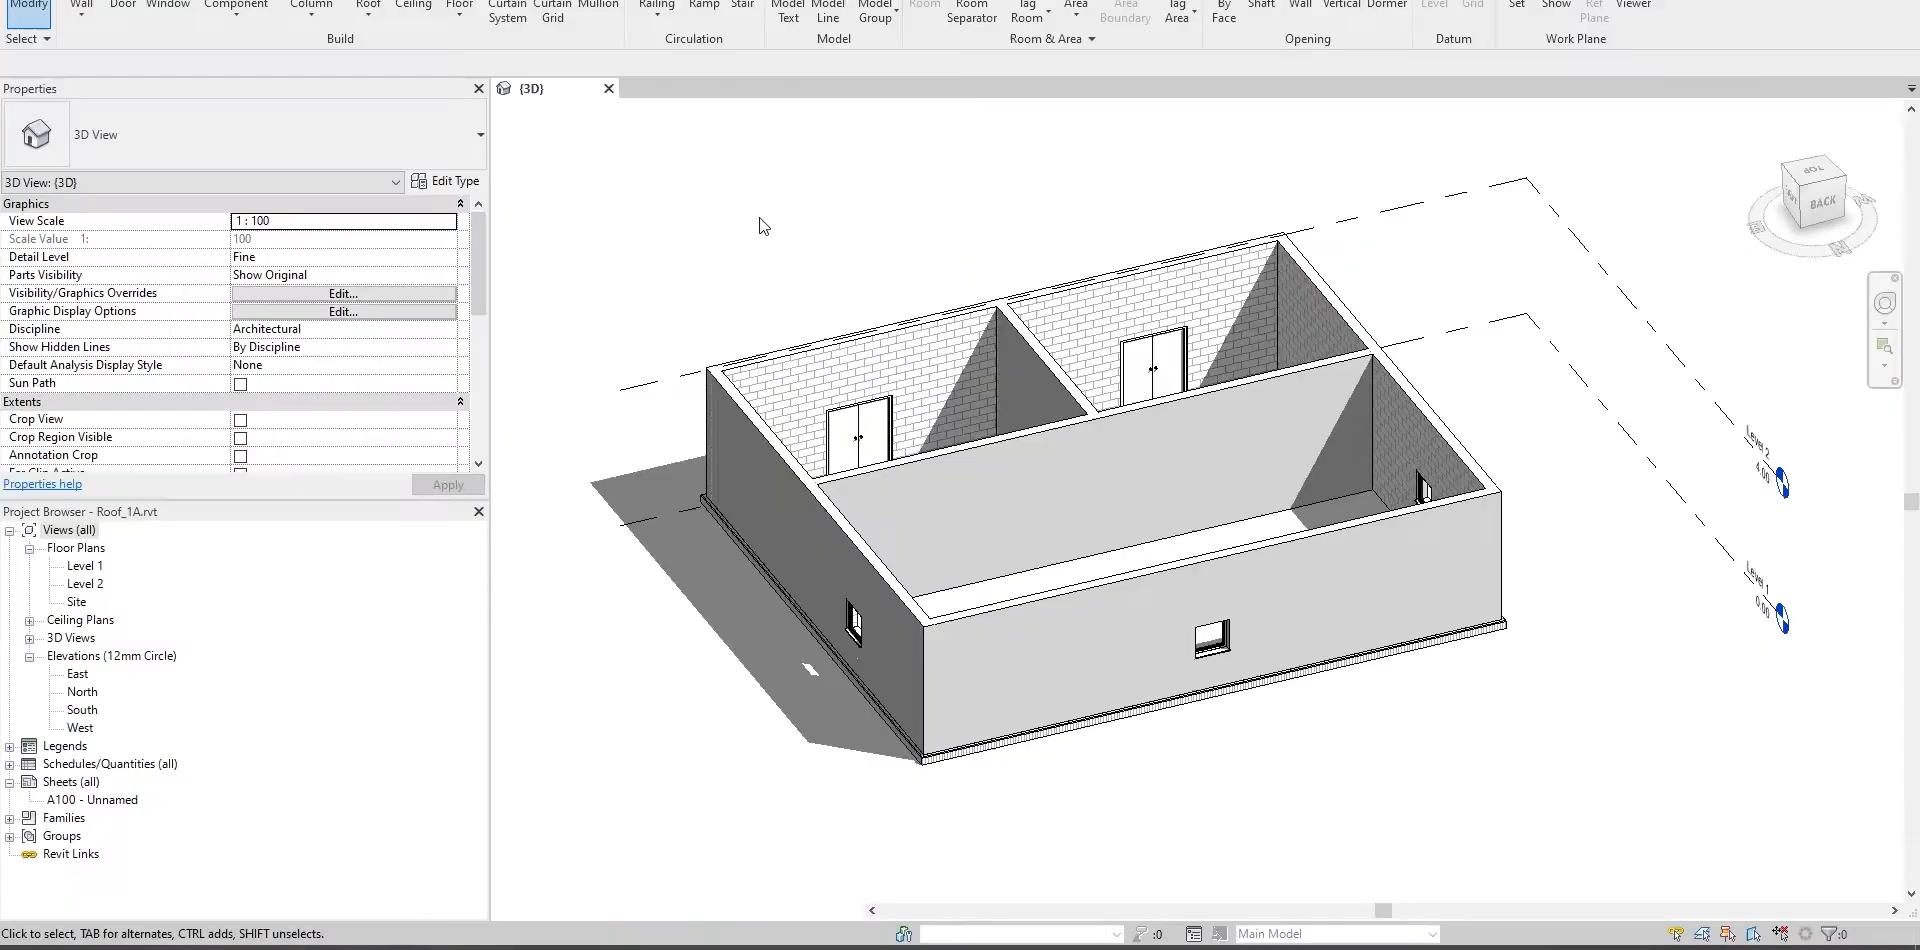 Modify Wall Door Window Component Column Roof Ceiling Floor Curtain System Curtain Grid Mullion Railing Ramp Stair Model Text Model Line Model Group Room Room Separator Tag Room Area Area Boundary Tag Area By Face Shaft Wall Vertical Dormer Level Grid Set Show Ref Plane Viewer
Select Build Circulation Model Room & Area Opening Datum Work Plane
Properties
{3D}
3D View
3D View: {3D} Edit Type
Graphics
View Scale 1 : 100
Scale Value 1: 100
Detail Level Fine
Parts Visibility Show Original
Visibility/Graphics Overrides Edit...
Graphic Display Options Edit...
Discipline Architectural
Show Hidden Lines By Discipline
Default Analysis Display Style None
Sun Path
Extents
Crop View
Crop Region Visible
Annotation Crop
Far Clip Active
Properties help Apply
Project Browser - Roof_1A.rvt
Views (all)
Floor Plans
Level 1
Level 2
Site
Ceiling Plans
3D Views
Elevations (12mm Circle)
East
North
South
West
Legends
Schedules/Quantities (all)
Sheets (all)
A100 - Unnamed
Families
Groups
Revit Links
TOP
BACK
N
Level 2
4.00
Level 1
0.00
Click to select, TAB for alternates, CTRL adds, SHIFT unselects.
:0
Main Model
:0